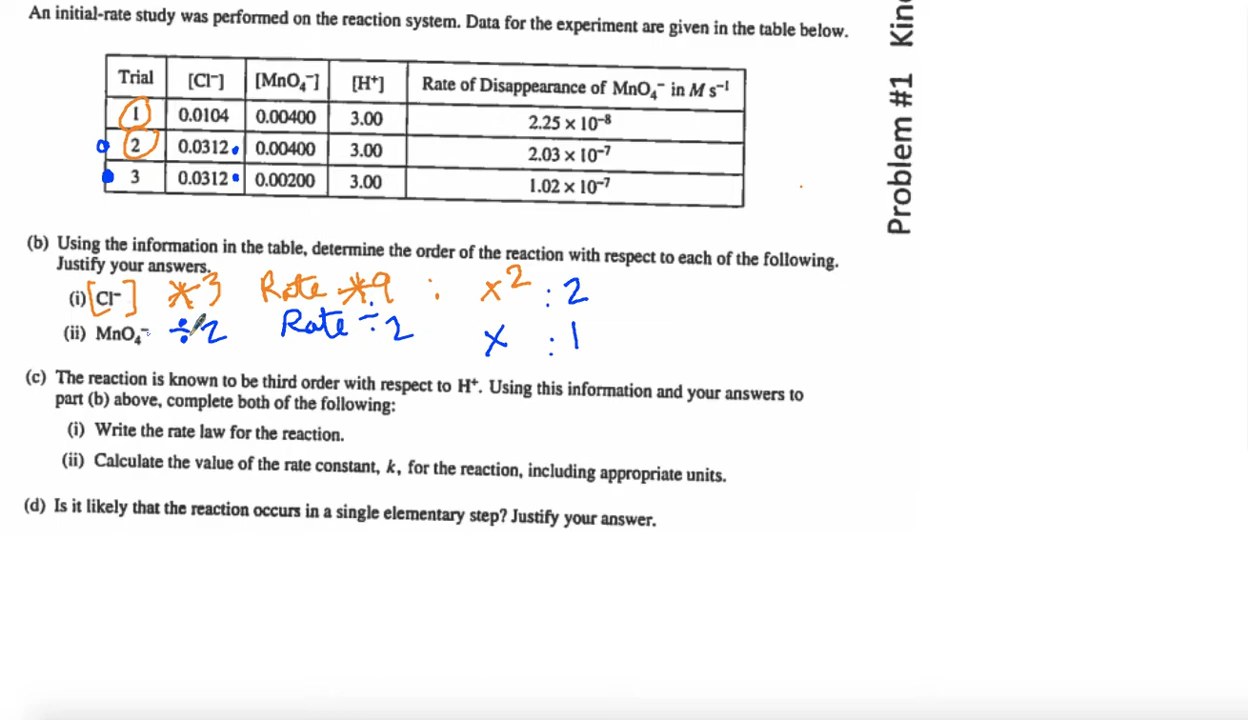 An initial-rate study was performed on the reaction system. Data for the experiment are given in the table below.
Trial [Cl⁻] [MnO₄⁻] [H⁺] Rate of Disappearance of MnO₄⁻ in M s⁻¹
1 0.0104 0.00400 3.00 2.25 × 10⁻⁸
2 0.0312 0.00400 3.00 2.03 × 10⁻⁷
3 0.0312 0.00200 3.00 1.02 × 10⁻⁷
(b) Using the information in the table, determine the order of the reaction with respect to each of the following.
Justify your answers.
(i) [Cl⁻] *3 Rate *9 : x² : 2
(ii) MnO₄⁻ ÷2 Rate ÷2 x : 1
(c) The reaction is known to be third order with respect to H⁺. Using this information and your answers to
part (b) above, complete both of the following:
(i) Write the rate law for the reaction.
(ii) Calculate the value of the rate constant, k, for the reaction, including appropriate units.
(d) Is it likely that the reaction occurs in a single elementary step? Justify your answer.
Problem #1